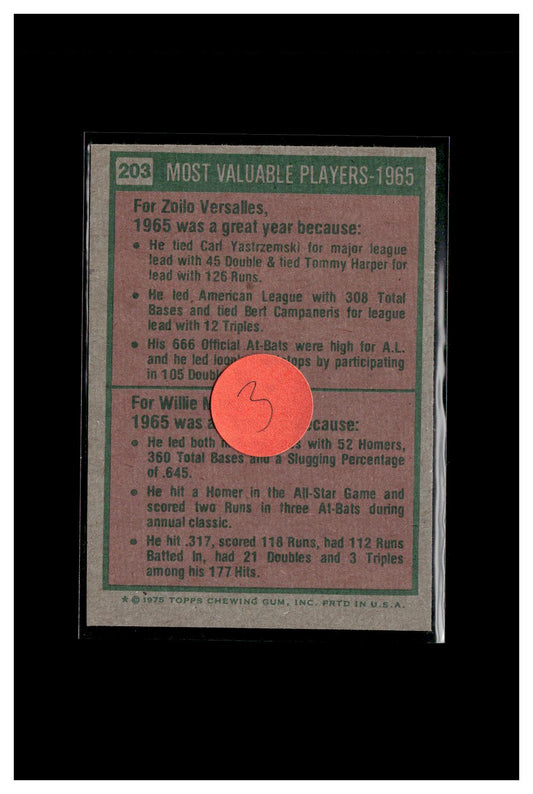 203 MOST VALUABLE PLAYERS-1965
For Zoilo Versalles,
1965 was a great year because:
• He tied Carl Yastrzemski for major league
lead with 45 Double & tied Tommy Harper for
lead with 126 Runs.
• He led American League with 308 Total
Bases and tied Bert Campaneris for league
lead with 12 Triples.
• His 666 Official At-Bats were high for A.L.
and he led by participating
in 105
3
For Willie
1965 was
• He led both with 52 Homers,
360 Total Bases and a Slugging Percentage
of .645.
• He hit a Homer in the All-Star Game and
scored two Runs in three At-Bats during
annual classic.
• He hit .317, scored 118 Runs, had 112 Runs
Batted In, had 21 Doubles and 3 Triples
among his 177 Hits.
★ © 1975 TOPPS CHEWING GUM, INC. PRTD IN U.S.A.